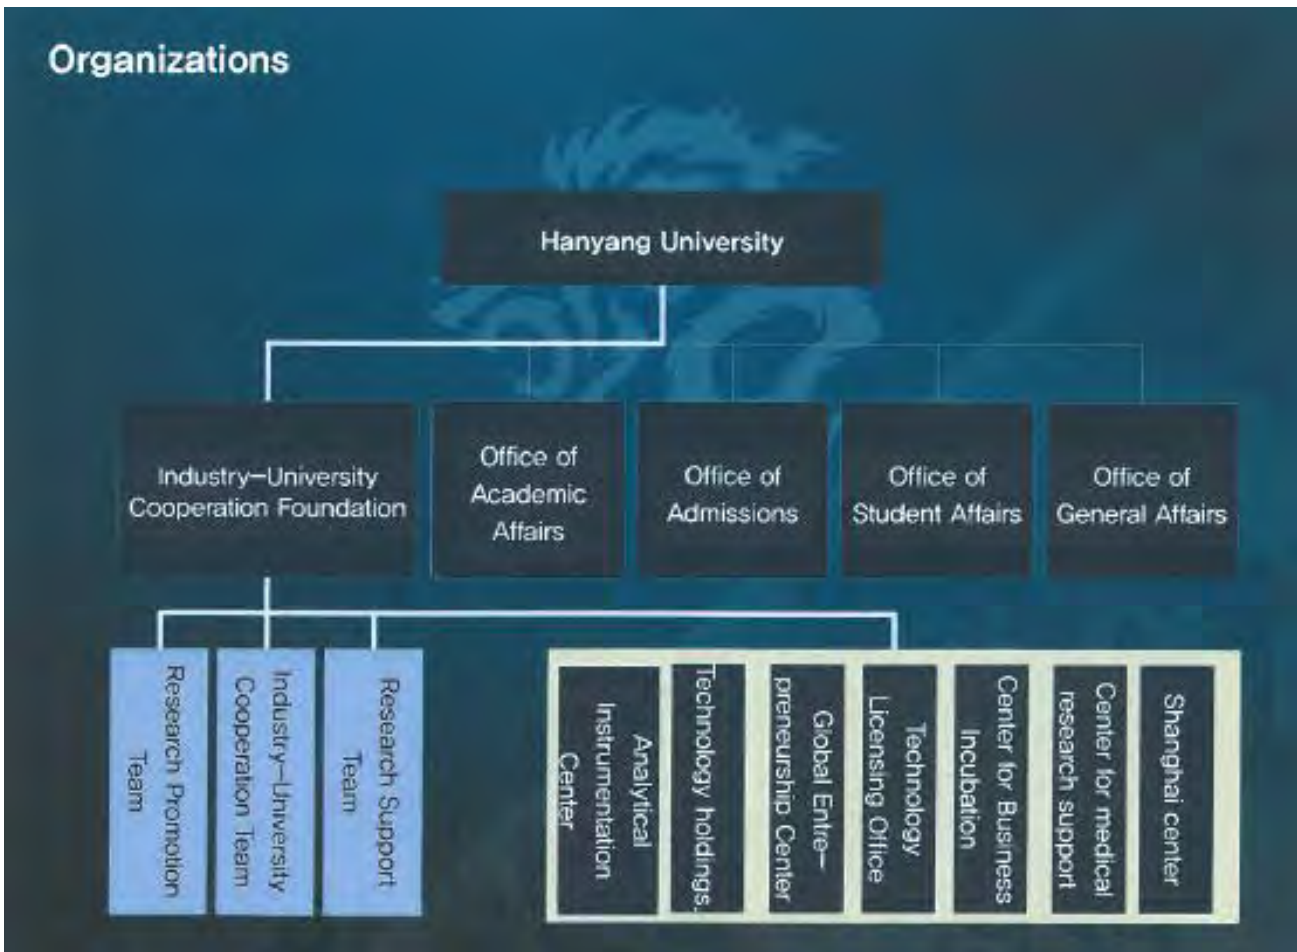 Organizations
Hanyang University
Industry-University
Cooperation Foundation
Office of
Academic
Affairs
Office of
Admissions
Office of
Student Affairs
Office of
General Affairs
Research Promotion
Team
Industry-University
Cooperation Team
Research Support
Team
Analytical
Instrumentation
Center
Technology holdings.
Global Entre-
preneurship Center
Technology
Licensing Office
Center for Business
Incubation
Center for medical
research support
Shanghai center